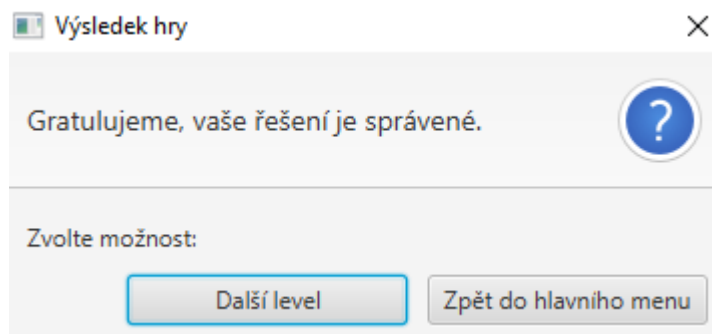 Výsledek hry
Gratulujeme, vaše řešení je správené.
?
Zvolte možnost:
Další level
Zpět do hlavního menu